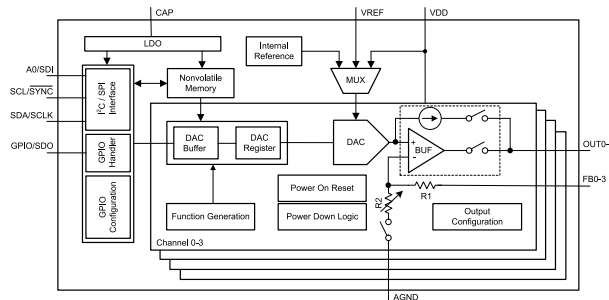 CAP
VREF
VDD
LDO
Internal
Reference
MUX
A0/SDI
SCL/SYNC
SDA/SCLK
GPIO/SDO
I²C / SPI
Interface
Nonvolatile
Memory
GPIO
Handler
GPIO
Configuration
DAC
Buffer
DAC
Register
DAC
+
BUF
-
OUT0-
FB0-3
Function Generation
Power On Reset
Power Down Logic
R2
R1
Output
Configuration
Channel 0-3
AGND